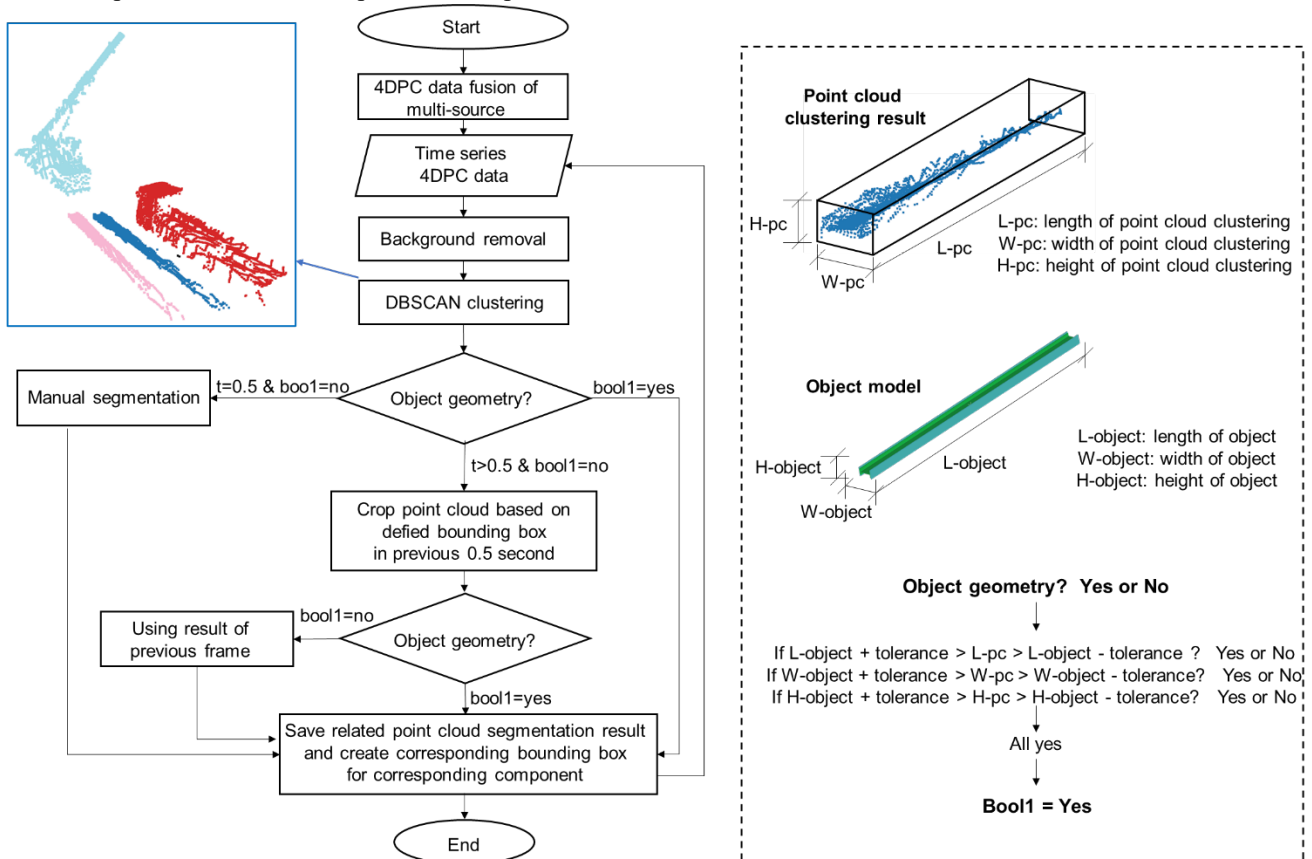 Start
4DPC data fusion of
multi-source
Time series
4DPC data
Background removal
DBSCAN clustering
t=0.5 & boo1=no
Object geometry?
bool1=yes
Manual segmentation
t>0.5 & bool1=no
Crop point cloud based on
defied bounding box
in previous 0.5 second
bool1=no
Object geometry?
Using result of
previous frame
bool1=yes
Save related point cloud segmentation result
and create corresponding bounding box
for corresponding component
End
Point cloud
clustering result
H-pc
W-pc
L-pc
L-pc: length of point cloud clustering
W-pc: width of point cloud clustering
H-pc: height of point cloud clustering
Object model
H-object
W-object
L-object
L-object: length of object
W-object: width of object
H-object: height of object
Object geometry? Yes or No
If L-object + tolerance > L-pc > L-object - tolerance ? Yes or No
If W-object + tolerance > W-pc > W-object - tolerance? Yes or No
If H-object + tolerance > H-pc > H-object - tolerance? Yes or No
All yes
Bool1 = Yes